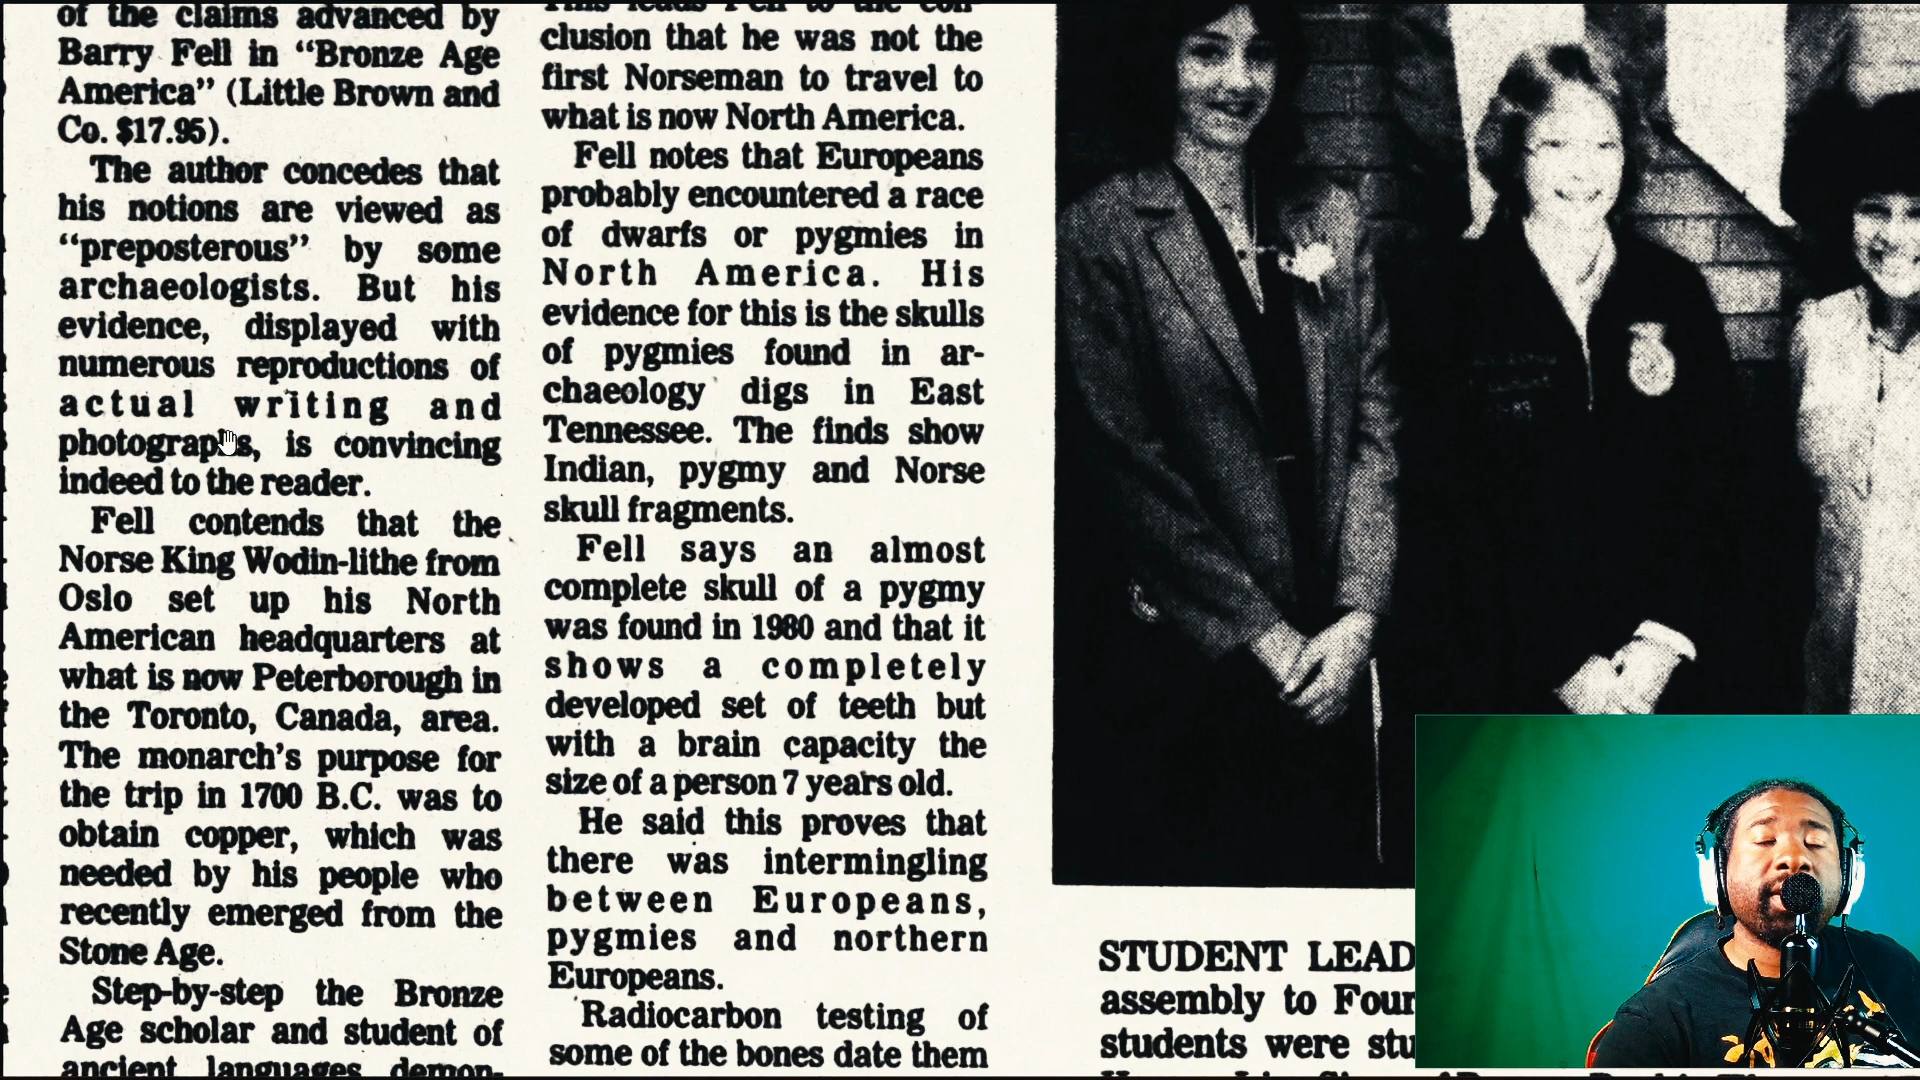 of the claims advanced by
Barry Fell in “Bronze Age
America” (Little Brown and
Co. $17.95).
The author concedes that
his notions are viewed as
“preposterous” by some
archaeologists. But his
evidence, displayed with
numerous reproductions of
actual writing and
photographs, is convincing
indeed to the reader.
Fell contends that the
Norse King Wodin-lithe from
Oslo set up his North
American headquarters at
what is now Peterborough in
the Toronto, Canada, area.
The monarch’s purpose for
the trip in 1700 B.C. was to
obtain copper, which was
needed by his people who
recently emerged from the
Stone Age.
Step-by-step the Bronze
Age scholar and student of
ancient languages demon-
This leads Fell to the con-
clusion that he was not the
first Norseman to travel to
what is now North America.
Fell notes that Europeans
probably encountered a race
of dwarfs or pygmies in
North America. His
evidence for this is the skulls
of pygmies found in ar-
chaeology digs in East
Tennessee. The finds show
Indian, pygmy and Norse
skull fragments.
Fell says an almost
complete skull of a pygmy
was found in 1980 and that it
shows a completely
developed set of teeth but
with a brain capacity the
size of a person 7 years old.
He said this proves that
there was intermingling
between Europeans,
pygmies and northern
Europeans.
Radiocarbon testing of
some of the bones date them
STUDENT LEAD
assembly to Four
students were stu